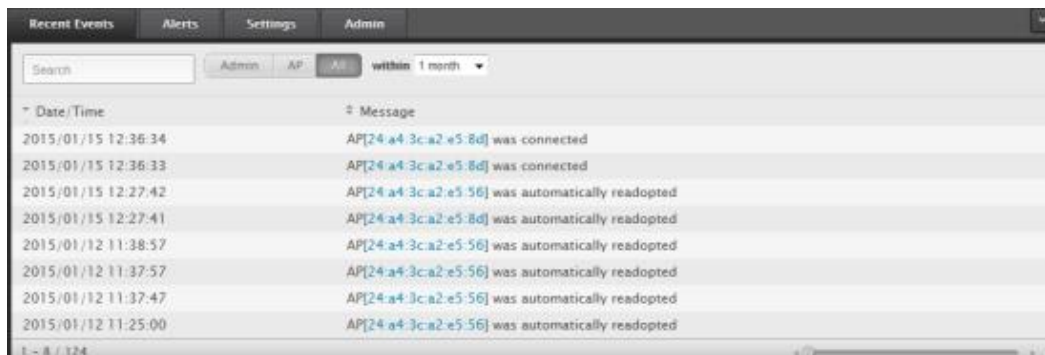 Recent Events Alerts Settings Admin
Search Admin AP All within 1 month
Date/Time Message
2015/01/15 12:36:34 AP[24:a4:3c:a2:e5:8d] was connected
2015/01/15 12:36:33 AP[24:a4:3c:a2:e5:8d] was connected
2015/01/15 12:27:42 AP[24:a4:3c:a2:e5:56] was automatically readopted
2015/01/15 12:27:41 AP[24:a4:3c:a2:e5:8d] was automatically readopted
2015/01/12 11:38:57 AP[24:a4:3c:a2:e5:56] was automatically readopted
2015/01/12 11:37:57 AP[24:a4:3c:a2:e5:56] was automatically readopted
2015/01/12 11:37:47 AP[24:a4:3c:a2:e5:56] was automatically readopted
2015/01/12 11:25:00 AP[24:a4:3c:a2:e5:56] was automatically readopted
1 - 8 / 124